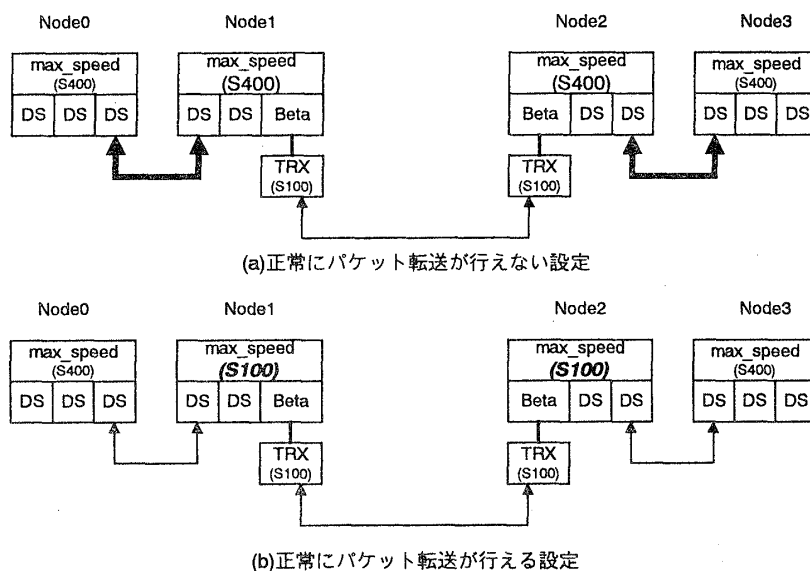 Node0 Node1 Node2 Node3
max_speed max_speed max_speed max_speed
(S400) (S400) (S400) (S400)
DS DS DS DS DS Beta Beta DS DS DS DS DS
TRX TRX
(S100) (S100)
(a)正常にパケット転送が行えない設定
Node0 Node1 Node2 Node3
max_speed max_speed max_speed max_speed
(S400) (S100) (S100) (S400)
DS DS DS DS DS Beta Beta DS DS DS DS DS
TRX TRX
(S100) (S100)
(b)正常にパケット転送が行える設定